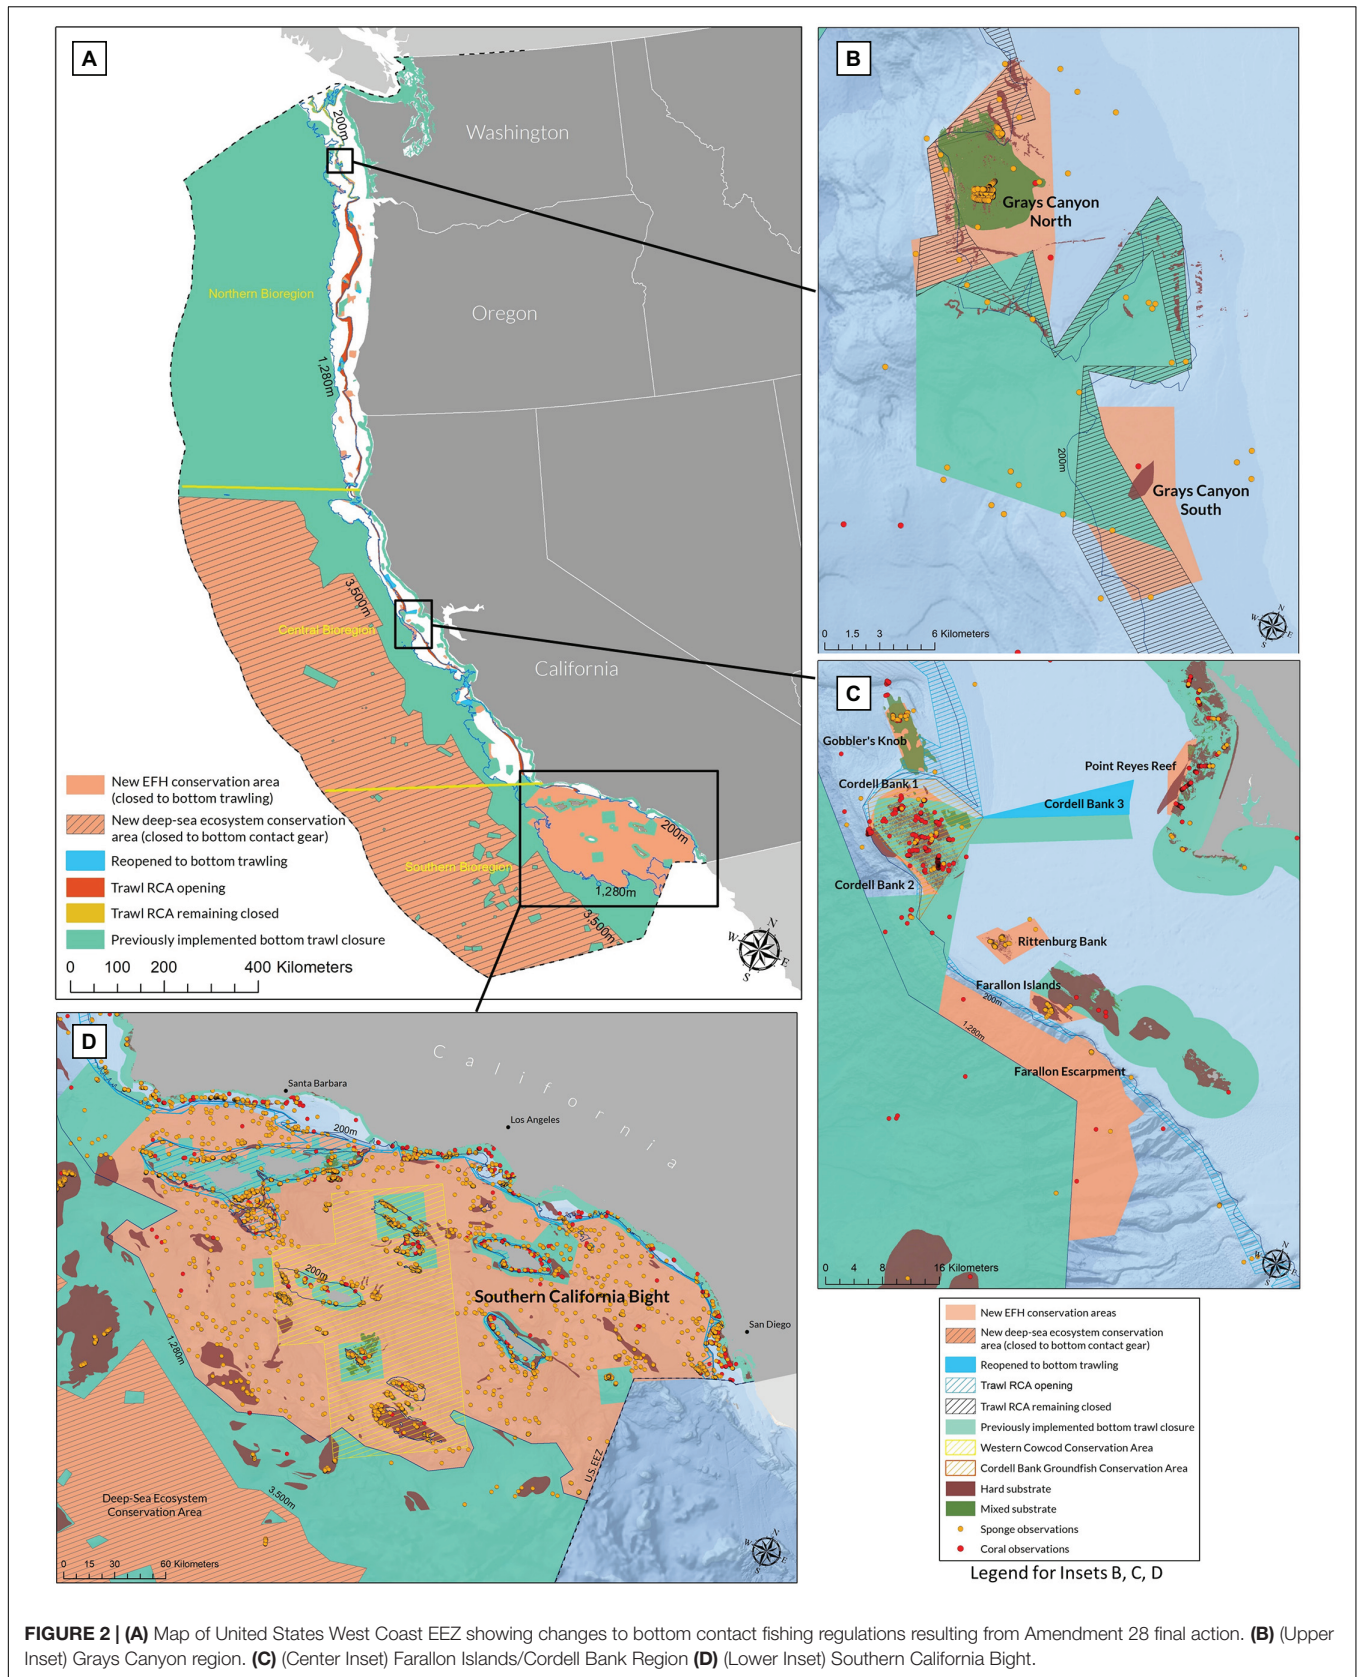 A
Washington
200m
Northern Bioregion
Oregon
1,280m
3,500m
Central Bioregion
California
New EFH conservation area
(closed to bottom trawling)
New deep-sea ecosystem conservation
area (closed to bottom contact gear)
Reopened to bottom trawling
Trawl RCA opening
Trawl RCA remaining closed
Previously implemented bottom trawl closure
Southern Bioregion
200m
1,280m
3,500m
0 100 200 400 Kilometers
N
W E
S
B
Grays Canyon
North
200m
Grays Canyon
South
0 1.5 3 6 Kilometers
N
W E
S
C
Gobbler's Knob
Point Reyes Reef
Cordell Bank 1
Cordell Bank 3
Cordell Bank 2
Rittenburg Bank
Farallon Islands
200m
1,280m
Farallon Escarpment
0 4 8 16 Kilometers
N
W E
S
D
California
Santa Barbara
Los Angeles
200m
200m
Southern California Bight
San Diego
1,280m
U.S. EEZ
3,500m
Deep-Sea Ecosystem
Conservation Area
0 15 30 60 Kilometers
N
W E
S
New EFH conservation areas
New deep-sea ecosystem conservation
area (closed to bottom contact gear)
Reopened to bottom trawling
Trawl RCA opening
Trawl RCA remaining closed
Previously implemented bottom trawl closure
Western Cowcod Conservation Area
Cordell Bank Groundfish Conservation Area
Hard substrate
Mixed substrate
Sponge observations
Coral observations
Legend for Insets B, C, D
FIGURE 2 | (A) Map of United States West Coast EEZ showing changes to bottom contact fishing regulations resulting from Amendment 28 final action. (B) (Upper
Inset) Grays Canyon region. (C) (Center Inset) Farallon Islands/Cordell Bank Region (D) (Lower Inset) Southern California Bight.